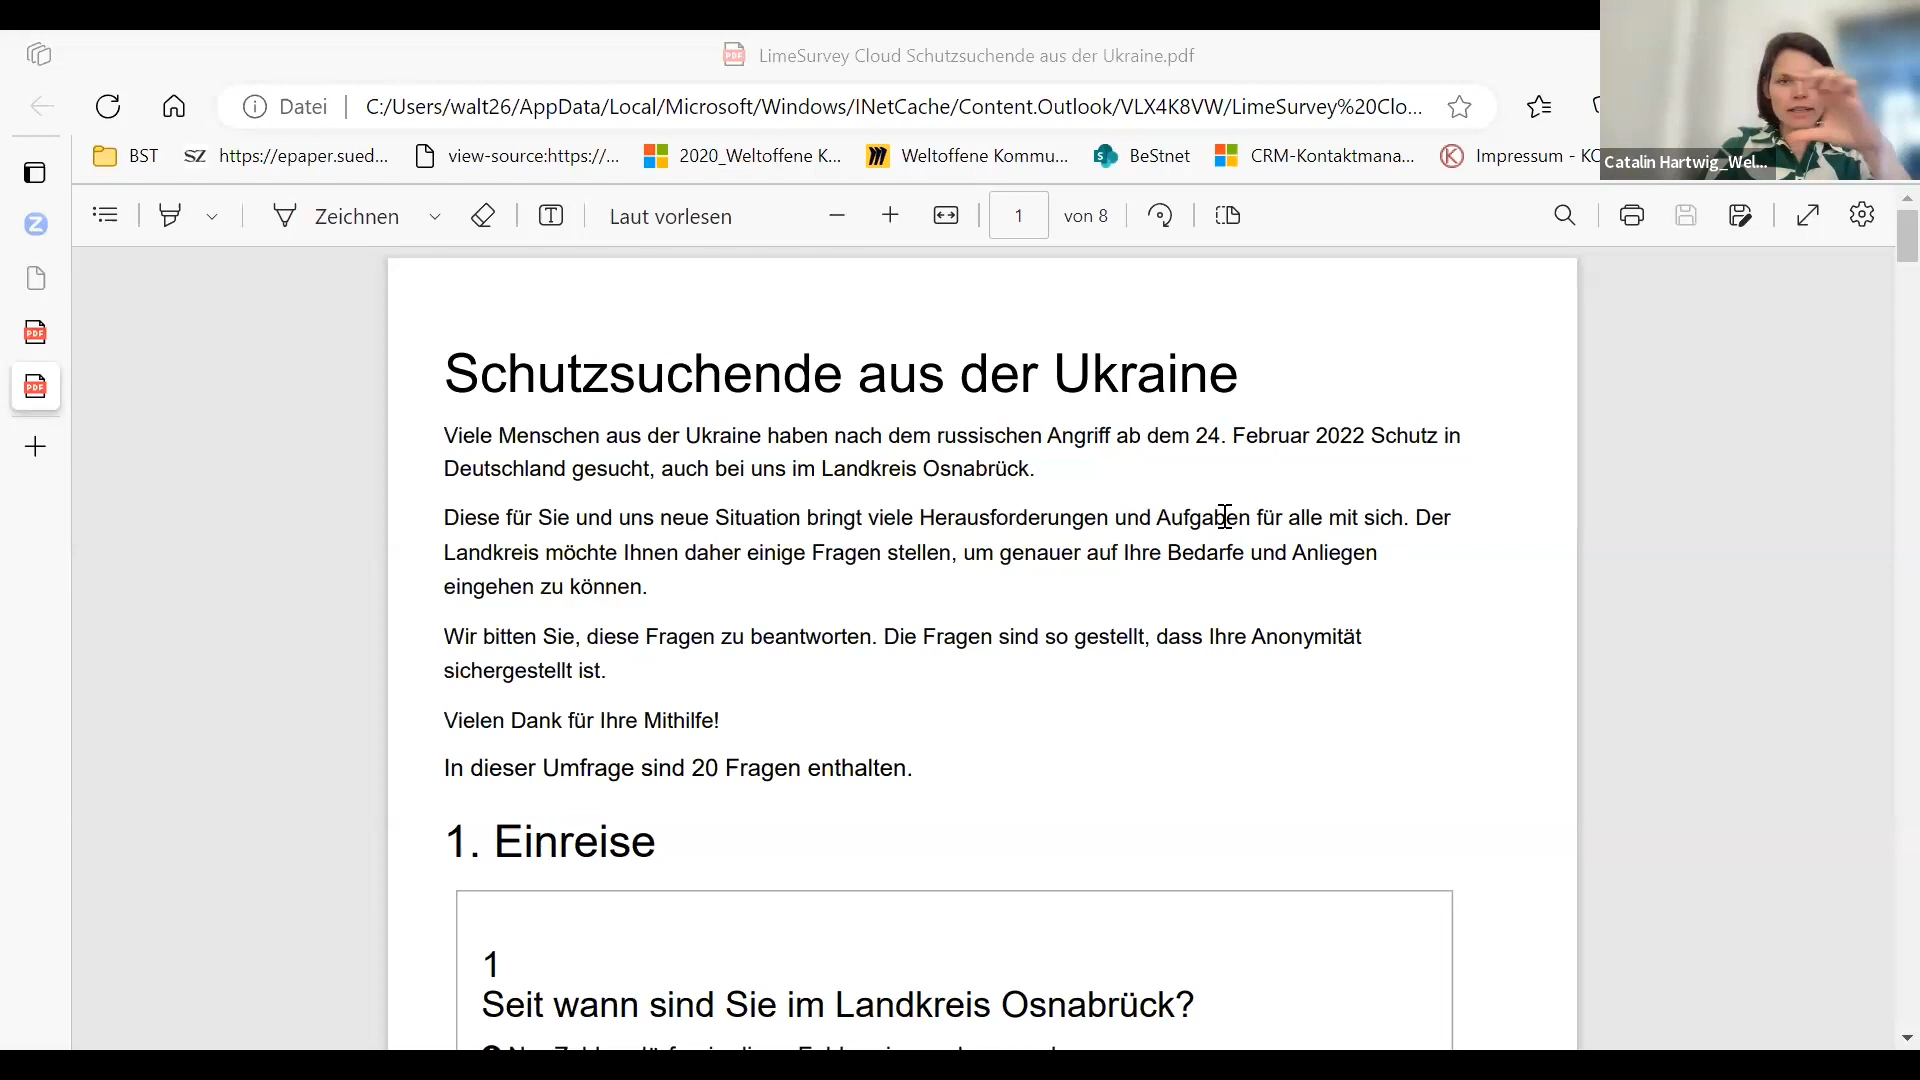 LimeSurvey Cloud Schutzsuchende aus der Ukraine.pdf
Datei
C:/Users/walt26/AppData/Local/Microsoft/Windows/INetCache/Content.Outlook/VLX4K8VW/LimeSurvey%20Clo...
BST
SZ https://epaper.sued...
view-source:https://...
2020_Weltoffene K...
Weltoffene Kommu...
BeStnet
CRM-Kontaktmana...
Impressum - KC
Catalin Hartwig_Wel...
Zeichnen
Laut vorlesen
1 von 8
Schutzsuchende aus der Ukraine
Viele Menschen aus der Ukraine haben nach dem russischen Angriff ab dem 24. Februar 2022 Schutz in
Deutschland gesucht, auch bei uns im Landkreis Osnabrück.
Diese für Sie und uns neue Situation bringt viele Herausforderungen und Aufgaben für alle mit sich. Der
Landkreis möchte Ihnen daher einige Fragen stellen, um genauer auf Ihre Bedarfe und Anliegen
eingehen zu können.
Wir bitten Sie, diese Fragen zu beantworten. Die Fragen sind so gestellt, dass Ihre Anonymität
sichergestellt ist.
Vielen Dank für Ihre Mithilfe!
In dieser Umfrage sind 20 Fragen enthalten.
1. Einreise
1
Seit wann sind Sie im Landkreis Osnabrück?